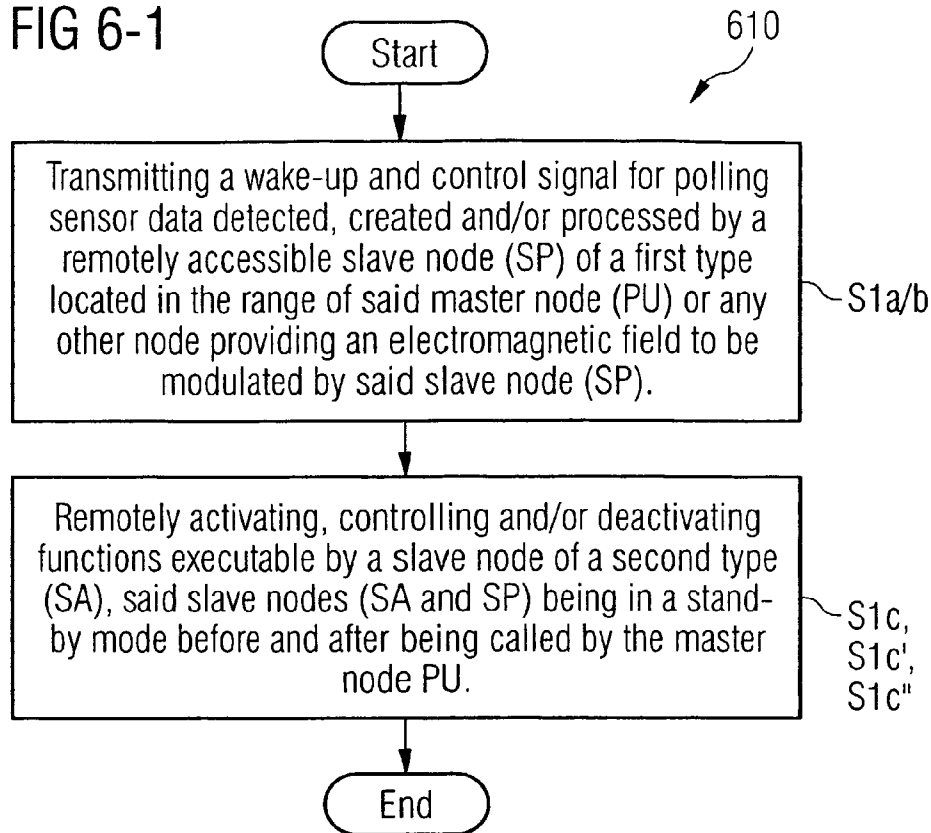 FIG 6-1
610
Start
Transmitting a wake-up and control signal for polling
sensor data detected, created and/or processed by a
remotely accessible slave node (SP) of a first type
located in the range of said master node (PU) or any
other node providing an electromagnetic field to be
modulated by said slave node (SP).
S1a/b
Remotely activating, controlling and/or deactivating
functions executable by a slave node of a second type
(SA), said slave nodes (SA and SP) being in a stand-
by mode before and after being called by the master
node PU.
S1c,
S1c',
S1c"
End